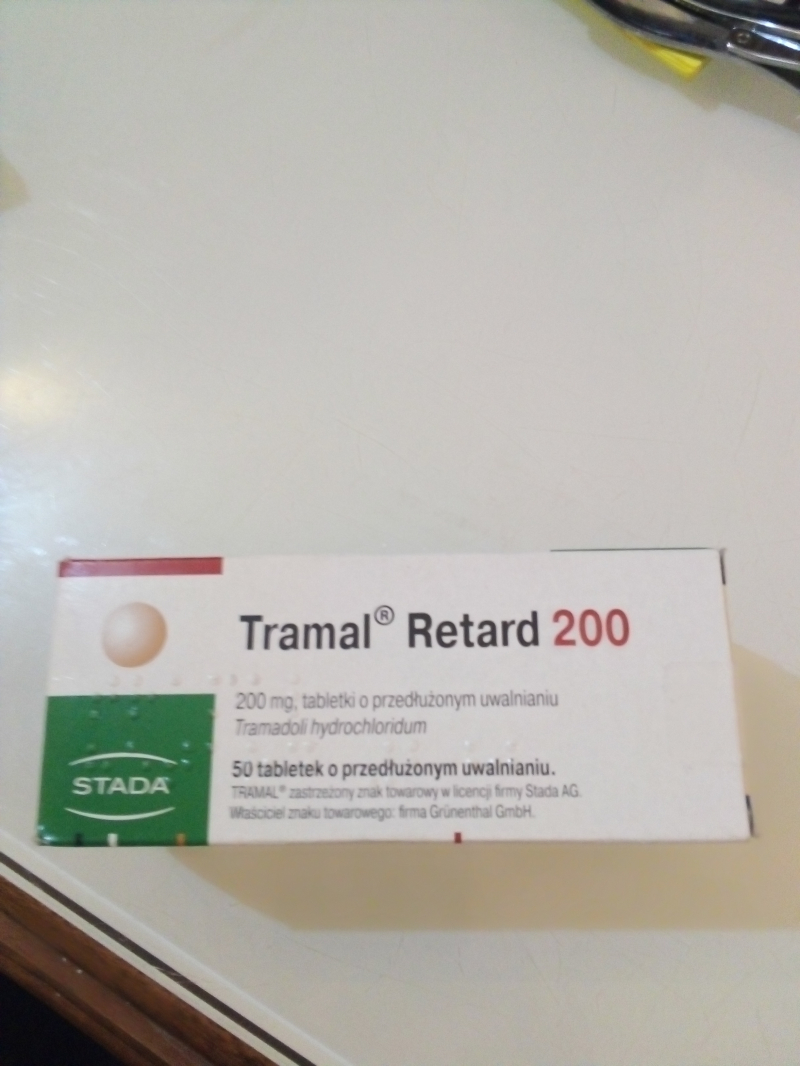 Tramal® Retard 200
200 mg, tabletki o przedłużonym uwalnianiu
Tramadoli hydrochloridum
50 tabletek o przedłużonym uwalnianiu.
TRAMAL® zastrzeżony znak towarowy w licencji firmy Stada AG.
Właściciel znaku towarowego: firma Grünenthal GmbH.
STADA